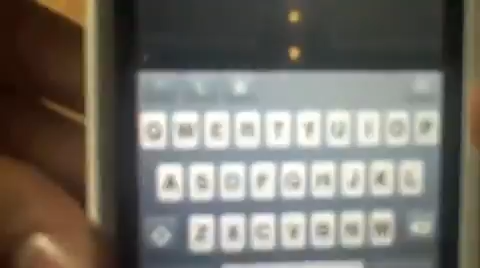 Q W E R T Y U I O P
A S D F G H J K L
Z X C V B N M